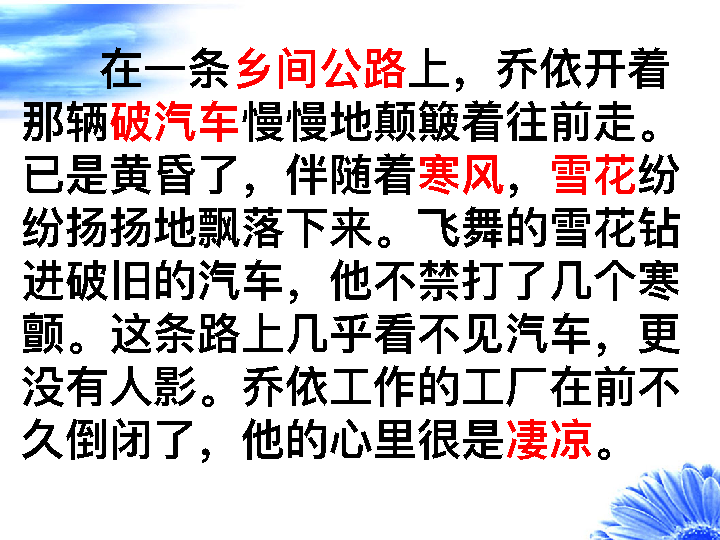 在一条乡间公路上，乔依开着
那辆破汽车慢慢地颠簸着往前走。
已是黄昏了，伴随着寒风，雪花纷
纷扬扬地飘落下来。飞舞的雪花钻
进破旧的汽车，他不禁打了几个寒
颤。这条路上几乎看不见汽车，更
没有人影。乔依工作的工厂在前不
久倒闭了，他的心里很是凄凉。